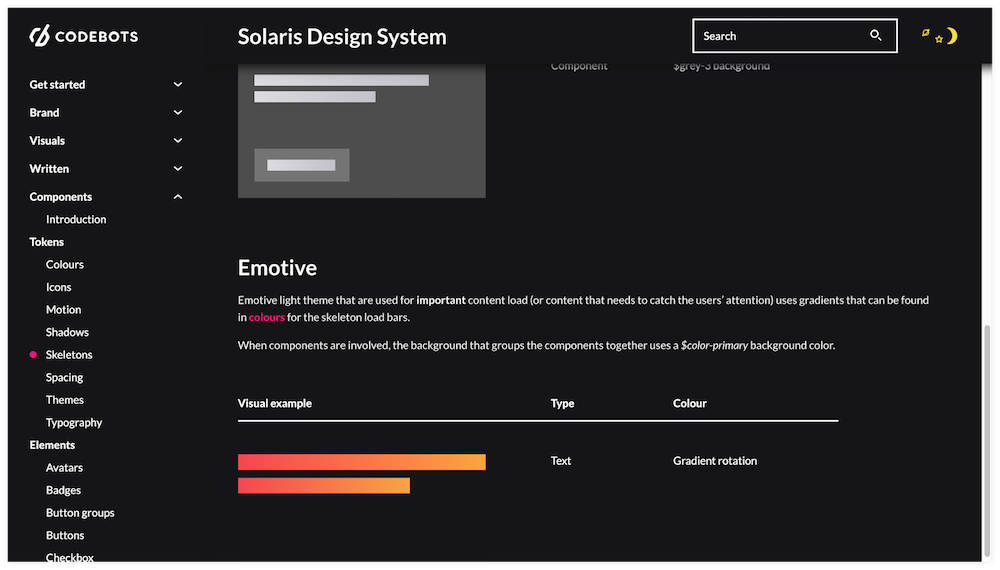 CODEBOTS
Solaris Design System
Search
Get started
Brand
Visuals
Written
Components
Introduction
Tokens
Colours
Icons
Motion
Shadows
Skeletons
Spacing
Themes
Typography
Elements
Avatars
Badges
Button groups
Buttons
Checkbox
Component
$grey-3 background
Emotive
Emotive light theme that are used for important content load (or content that needs to catch the users’ attention) uses gradients that can be found
in colours for the skeleton load bars.
When components are involved, the background that groups the components together uses a $color-primary background color.
Visual example
Type
Colour
Text
Gradient rotation